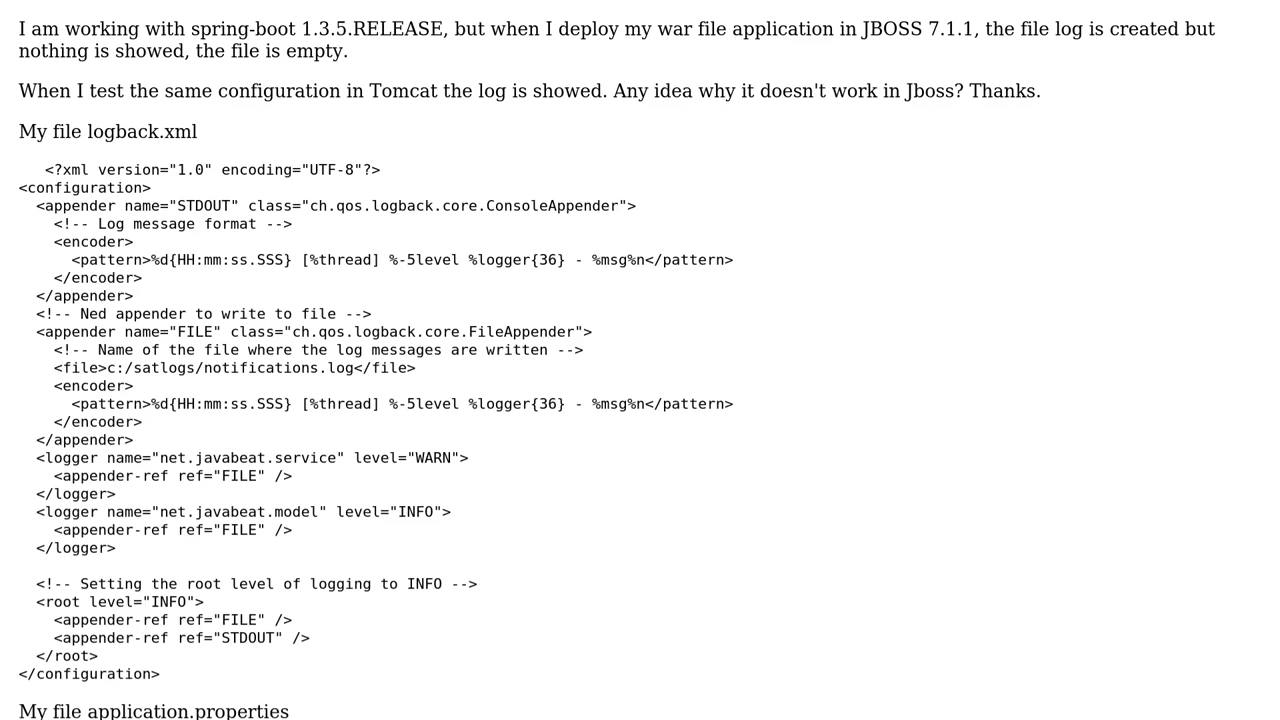 I am working with spring-boot 1.3.5.RELEASE, but when I deploy my war file application in JBOSS 7.1.1, the file log is created but
nothing is showed, the file is empty.
When I test the same configuration in Tomcat the log is showed. Any idea why it doesn't work in Jboss? Thanks.
My file logback.xml
   <?xml version="1.0" encoding="UTF-8"?>
<configuration>
  <appender name="STDOUT" class="ch.qos.logback.core.ConsoleAppender">
    <!-- Log message format -->
    <encoder>
      <pattern>%d{HH:mm:ss.SSS} [%thread] %-5level %logger{36} - %msg%n</pattern>
    </encoder>
  </appender>
  <!-- Ned appender to write to file -->
  <appender name="FILE" class="ch.qos.logback.core.FileAppender">
    <!-- Name of the file where the log messages are written -->
    <file>c:/satlogs/notifications.log</file>
    <encoder>
      <pattern>%d{HH:mm:ss.SSS} [%thread] %-5level %logger{36} - %msg%n</pattern>
    </encoder>
  </appender>
  <logger name="net.javabeat.service" level="WARN">
    <appender-ref ref="FILE" />
  </logger>
  <logger name="net.javabeat.model" level="INFO">
    <appender-ref ref="FILE" />
  </logger>

  <!-- Setting the root level of logging to INFO -->
  <root level="INFO">
    <appender-ref ref="FILE" />
    <appender-ref ref="STDOUT" />
  </root>
</configuration>
My file application.properties